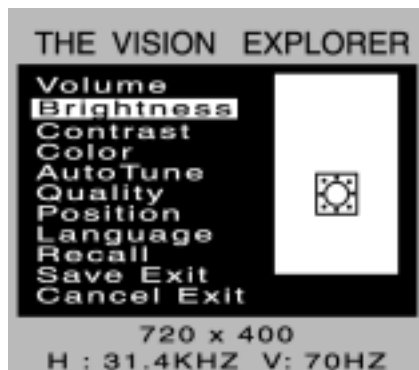 THE VISION EXPLORER
Volume
Brightness
Contrast
Color
AutoTune
Quality
Position
Language
Recall
Save Exit
Cancel Exit
720 x 400
H : 31.4KHZ V: 70HZ